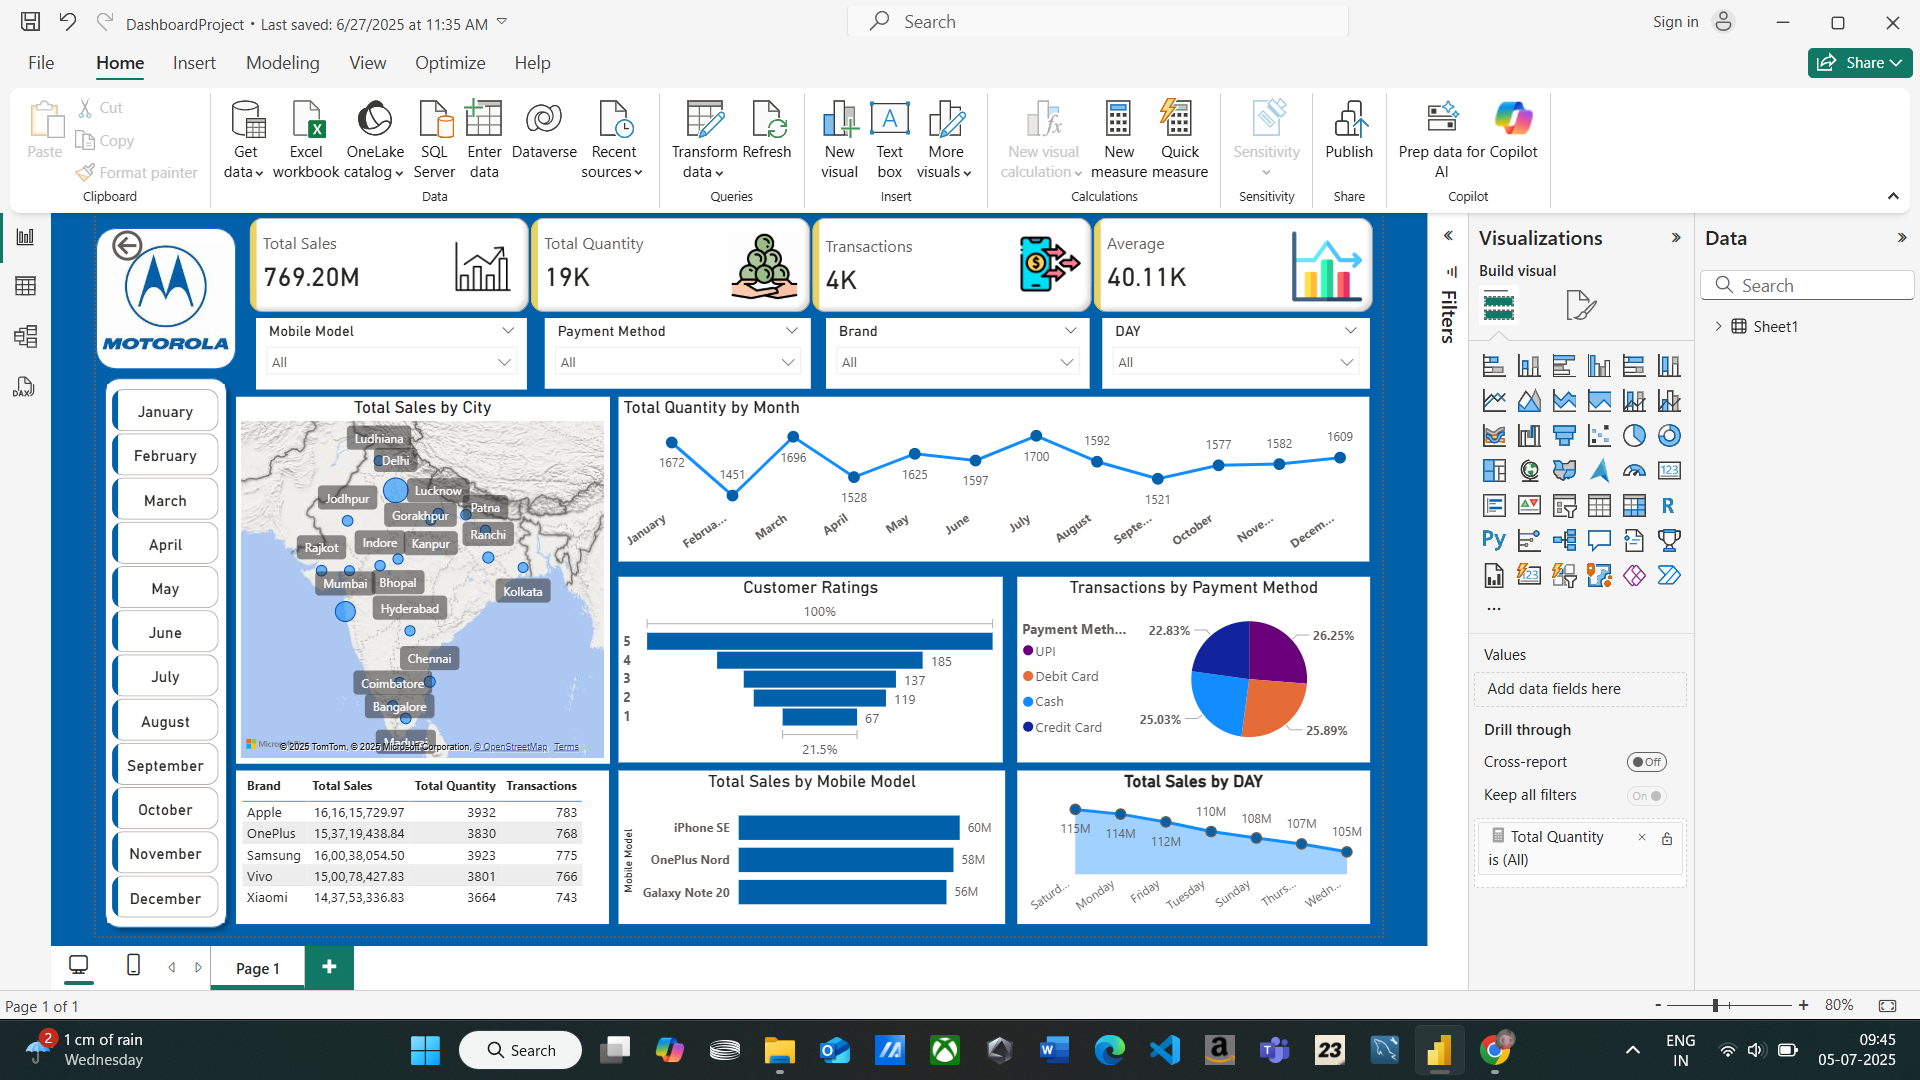 DashboardProject • Last saved: 6/27/2025 at 11:35 AM
Search
Sign in
File
Home
Insert
Modeling
View
Optimize
Help
Share
Paste
Cut
Copy
Format painter
Clipboard
Get data
Excel workbook
OneLake catalog
SQL Server
Enter data
Dataverse
Recent sources
Data
Transform data
Refresh
Queries
New visual
Text box
More visuals
Insert
New visual calculation
New measure
Quick measure
Calculations
Sensitivity
Sensitivity
Publish
Share
Prep data for AI
Copilot
Copilot
MOTOROLA
Total Sales
769.20M
Total Quantity
19K
Transactions
4K
Average
40.11K
Mobile Model
All
Payment Method
All
Brand
All
DAY
All
January
February
March
April
May
June
July
August
September
October
November
December
Total Sales by City
Ludhiana
Delhi
Jodhpur
Lucknow
Gorakhpur
Patna
Rajkot
Indore
Kanpur
Ranchi
Mumbai
Bhopal
Kolkata
Hyderabad
Chennai
Coimbatore
Bangalore
Madurai
© 2025 TomTom, © 2025 Microsoft Corporation, © OpenStreetMap Terms
Total Quantity by Month
1672
1451
1696
1528
1625
1597
1700
1592
1521
1577
1582
1609
January
Februa...
March
April
May
June
July
August
Septe...
October
Nove...
Decem...
Customer Ratings
100%
5
4
185
3
137
2
119
1
67
21.5%
Transactions by Payment Method
Payment Meth...
UPI
Debit Card
Cash
Credit Card
22.83%
26.25%
25.03%
25.89%
Brand Total Sales Total Quantity Transactions
Apple 16,16,15,729.97 3932 783
OnePlus 15,37,19,438.84 3830 768
Samsung 16,00,38,054.50 3923 775
Vivo 15,00,78,427.83 3801 766
Xiaomi 14,37,53,336.83 3664 743
Total Sales by Mobile Model
Mobile Model
iPhone SE 60M
OnePlus Nord 58M
Galaxy Note 20 56M
Total Sales by DAY
115M
114M
112M
110M
108M
107M
105M
Saturd...
Monday
Friday
Tuesday
Sunday
Thurs...
Wedn...
Filters
Visualizations
Build visual
Values
Add data fields here
Drill through
Cross-report
Off
Keep all filters
On
Total Quantity
is (All)
Data
Search
Sheet1
Page 1
Page 1 of 1
80%
2
1 cm of rain
Wednesday
Search
23
ENG
IN
09:45
05-07-2025